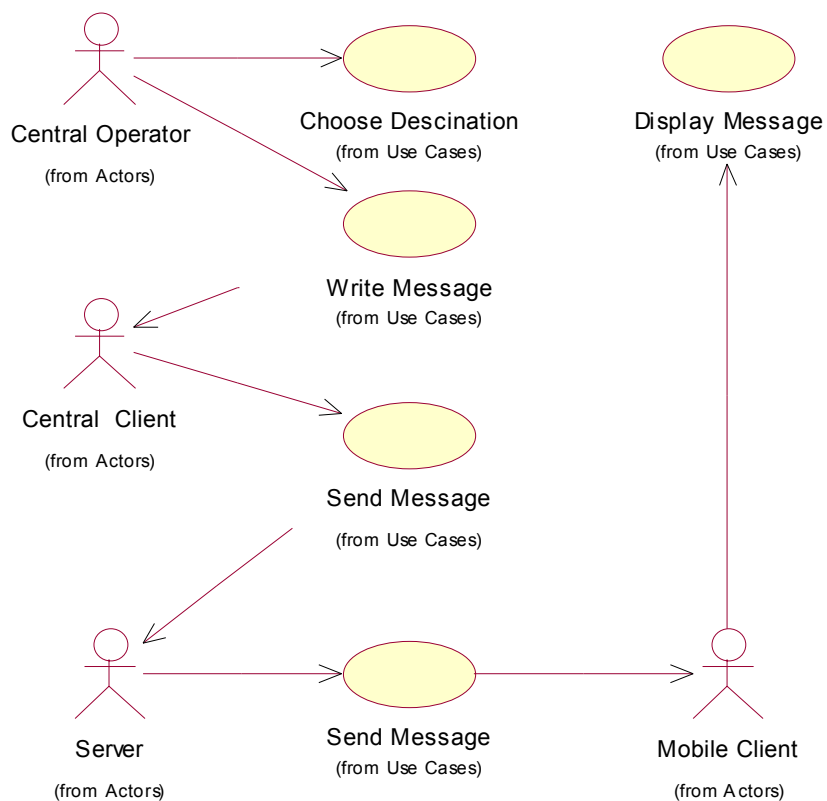 Central Operator
(from Actors)
Choose Descination
(from Use Cases)
Display Message
(from Use Cases)
Write Message
(from Use Cases)
Central Client
(from Actors)
Send Message
(from Use Cases)
Server
(from Actors)
Send Message
(from Use Cases)
Mobile Client
(from Actors)